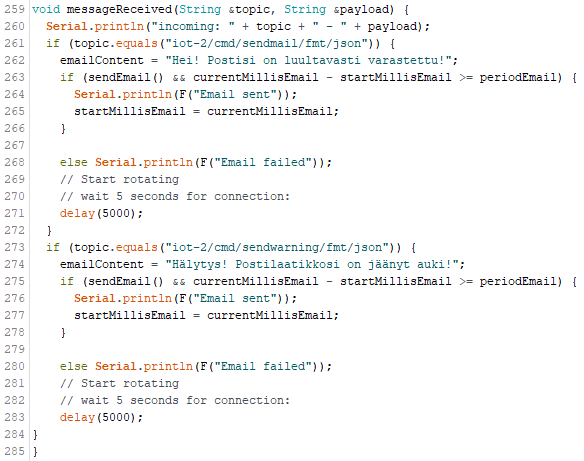 259 void messageReceived(String &topic, String &payload) {
260   Serial.println("incoming: " + topic + " - " + payload);
261   if (topic.equals("iot-2/cmd/sendmail/fmt/json")) {
262     emailContent = "Hei! Postisi on luultavasti varastettu!";
263     if (sendEmail() && currentMillisEmail - startMillisEmail >= periodEmail) {
264       Serial.println(F("Email sent"));
265       startMillisEmail = currentMillisEmail;
266     }
267
268     else Serial.println(F("Email failed"));
269     // Start rotating
270     // wait 5 seconds for connection:
271     delay(5000);
272   }
273   if (topic.equals("iot-2/cmd/sendwarning/fmt/json")) {
274     emailContent = "Hälytys! Postilaatikkosi on jäänyt auki!";
275     if (sendEmail() && currentMillisEmail - startMillisEmail >= periodEmail) {
276       Serial.println(F("Email sent"));
277       startMillisEmail = currentMillisEmail;
278     }
279
280     else Serial.println(F("Email failed"));
281     // Start rotating
282     // wait 5 seconds for connection:
283     delay(5000);
284 }
285 }